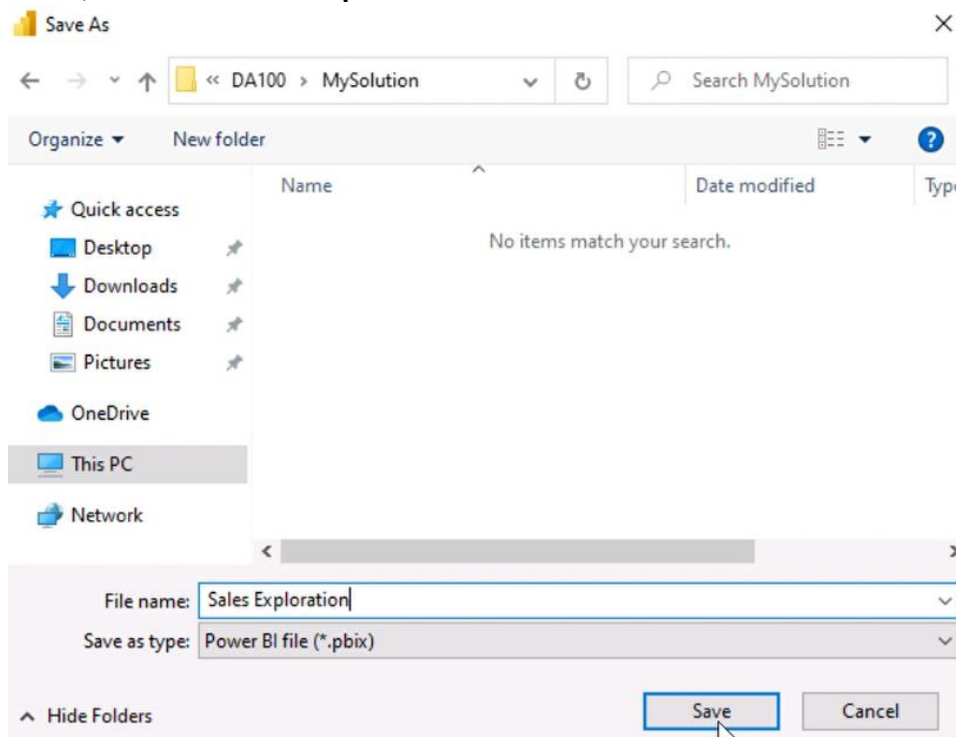 Save As
« DA100 > MySolution
Search MySolution
Organize
New folder
?
Name
Date modified
Quick access
No items match your search.
Desktop
Downloads
Documents
Pictures
OneDrive
This PC
Network
File name: Sales Exploration
Save as type: Power BI file (*.pbix)
Hide Folders
Save
Cancel